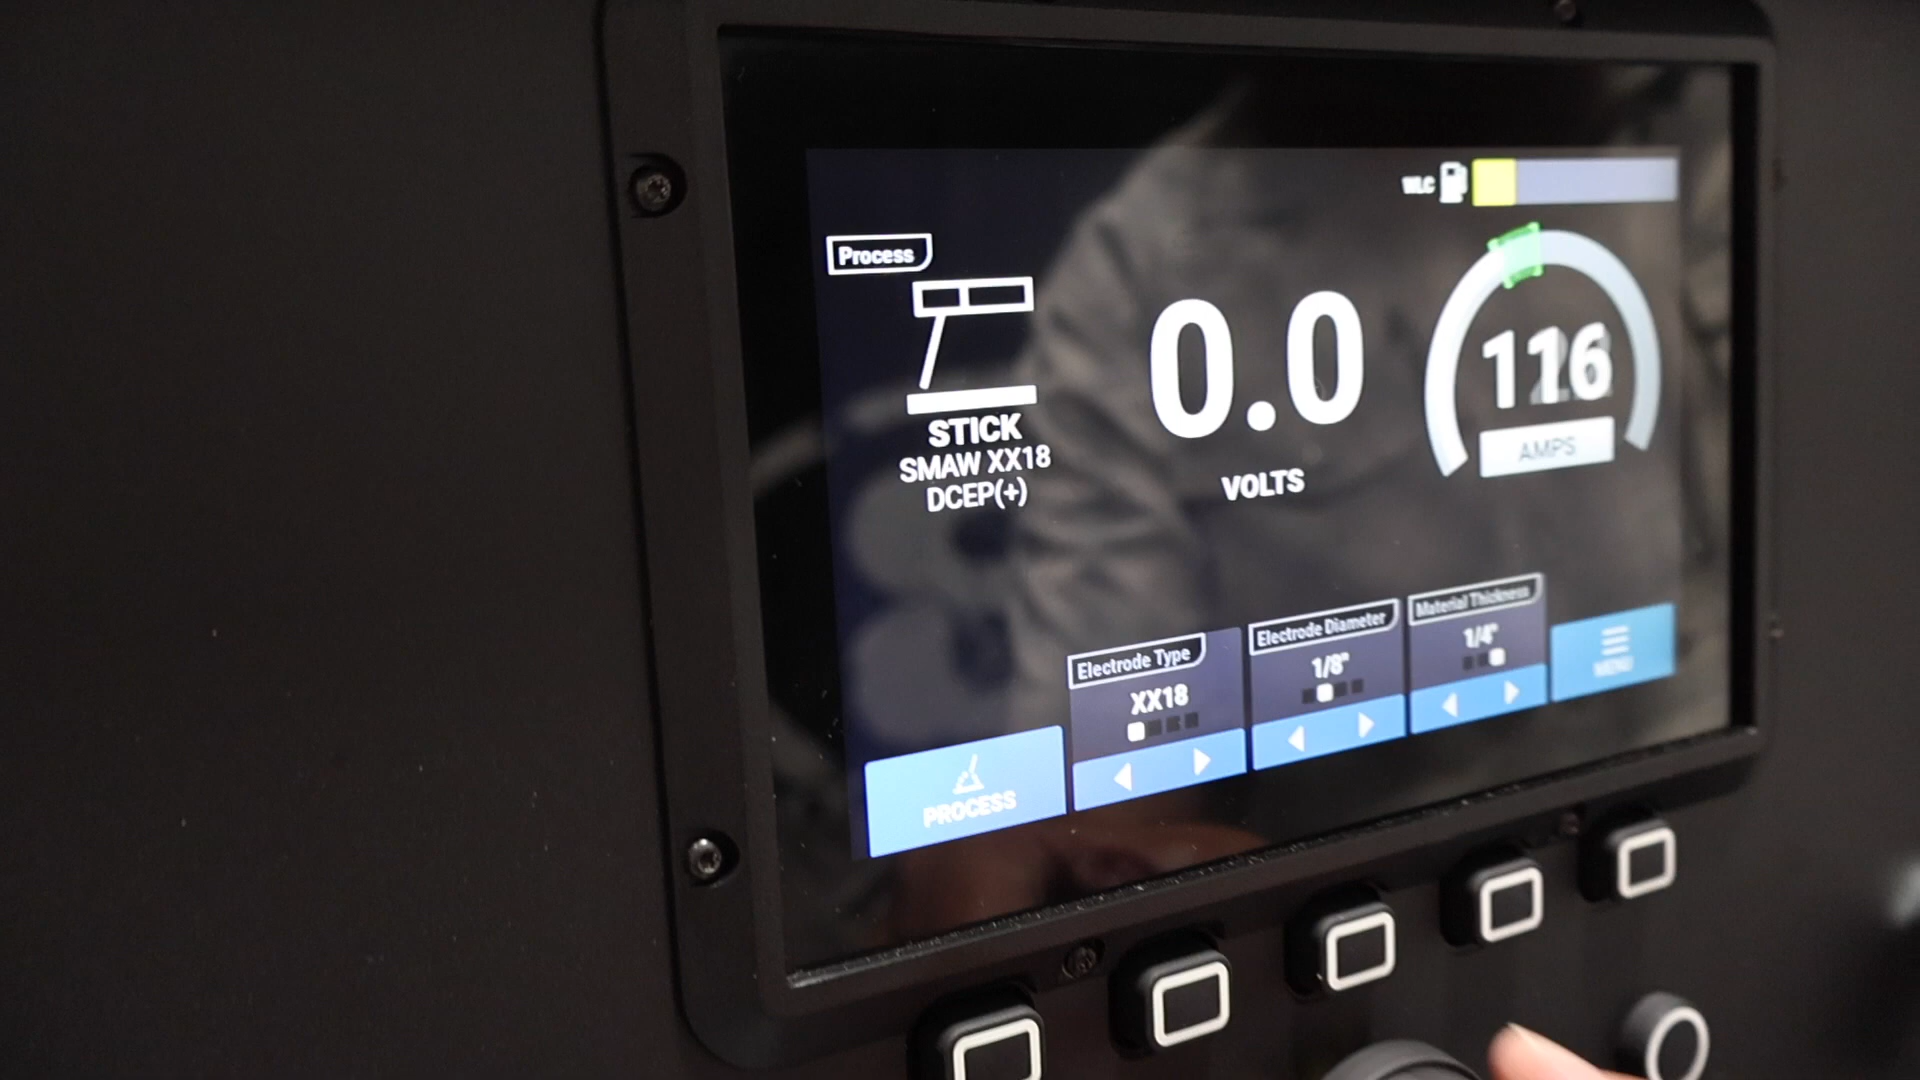 WLC
Process
STICK
SMAW XX18
DCEP(+)
0.0
VOLTS
AMPS
Electrode Type
XX18
Electrode Diameter
1/8"
Material Thickness
1/4"
PROCESS
MENU